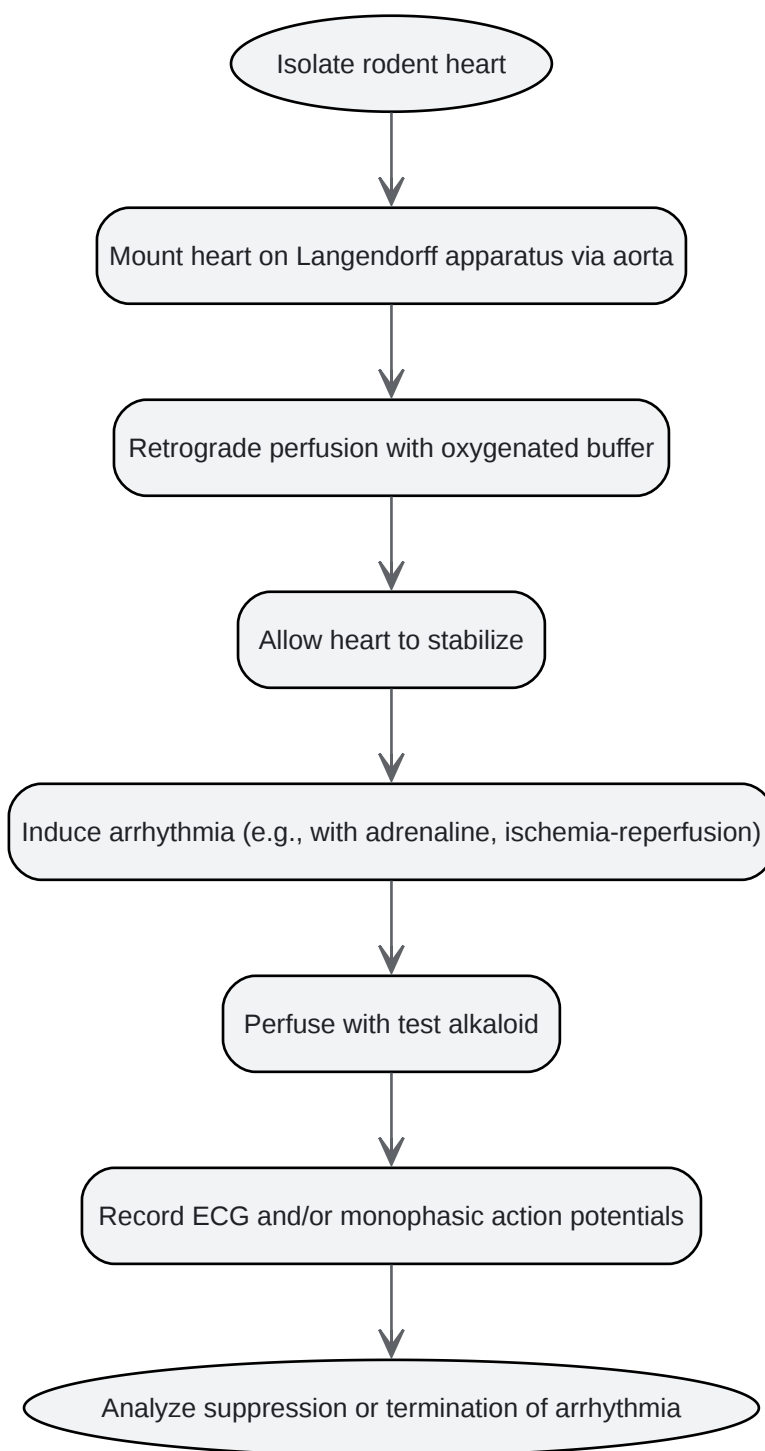 Isolate rodent heart
Mount heart on Langendorff apparatus via aorta
Retrograde perfusion with oxygenated buffer
Allow heart to stabilize
Induce arrhythmia (e.g., with adrenaline, ischemia-reperfusion)
Perfuse with test alkaloid
Record ECG and/or monophasic action potentials
Analyze suppression or termination of arrhythmia